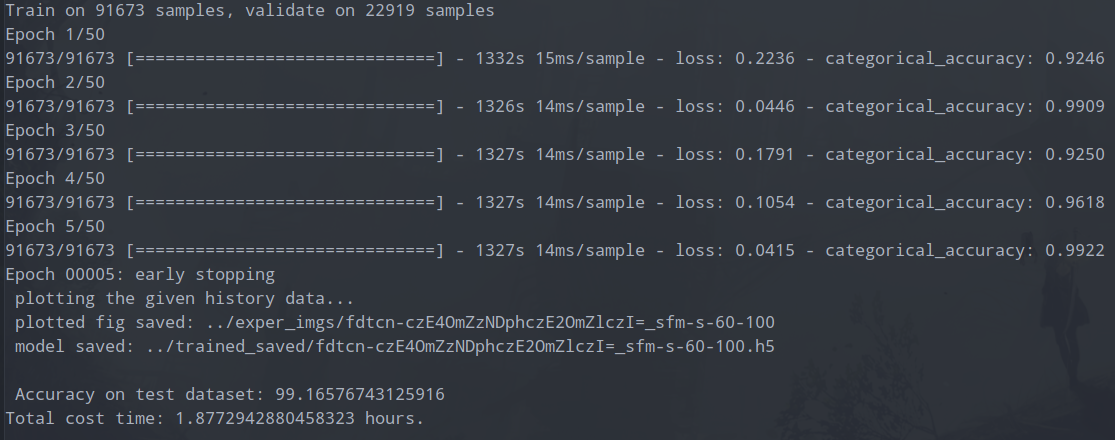 Train on 91673 samples, validate on 22919 samples
Epoch 1/50
91673/91673 [==============================] - 1332s 15ms/sample - loss: 0.2236 - categorical_accuracy: 0.9246
Epoch 2/50
91673/91673 [==============================] - 1326s 14ms/sample - loss: 0.0446 - categorical_accuracy: 0.9909
Epoch 3/50
91673/91673 [==============================] - 1327s 14ms/sample - loss: 0.1791 - categorical_accuracy: 0.9250
Epoch 4/50
91673/91673 [==============================] - 1327s 14ms/sample - loss: 0.1054 - categorical_accuracy: 0.9618
Epoch 5/50
91673/91673 [==============================] - 1327s 14ms/sample - loss: 0.0415 - categorical_accuracy: 0.9922
Epoch 00005: early stopping
plotting the given history data...
plotted fig saved: ../exper_imgs/fdtcn-czE4OmZzNDphczE2OmZlczI=_sfm-s-60-100
model saved: ../trained_saved/fdtcn-czE4OmZzNDphczE2OmZlczI=_sfm-s-60-100.h5
Accuracy on test dataset: 99.16576743125916
Total cost time: 1.8772942880458323 hours.